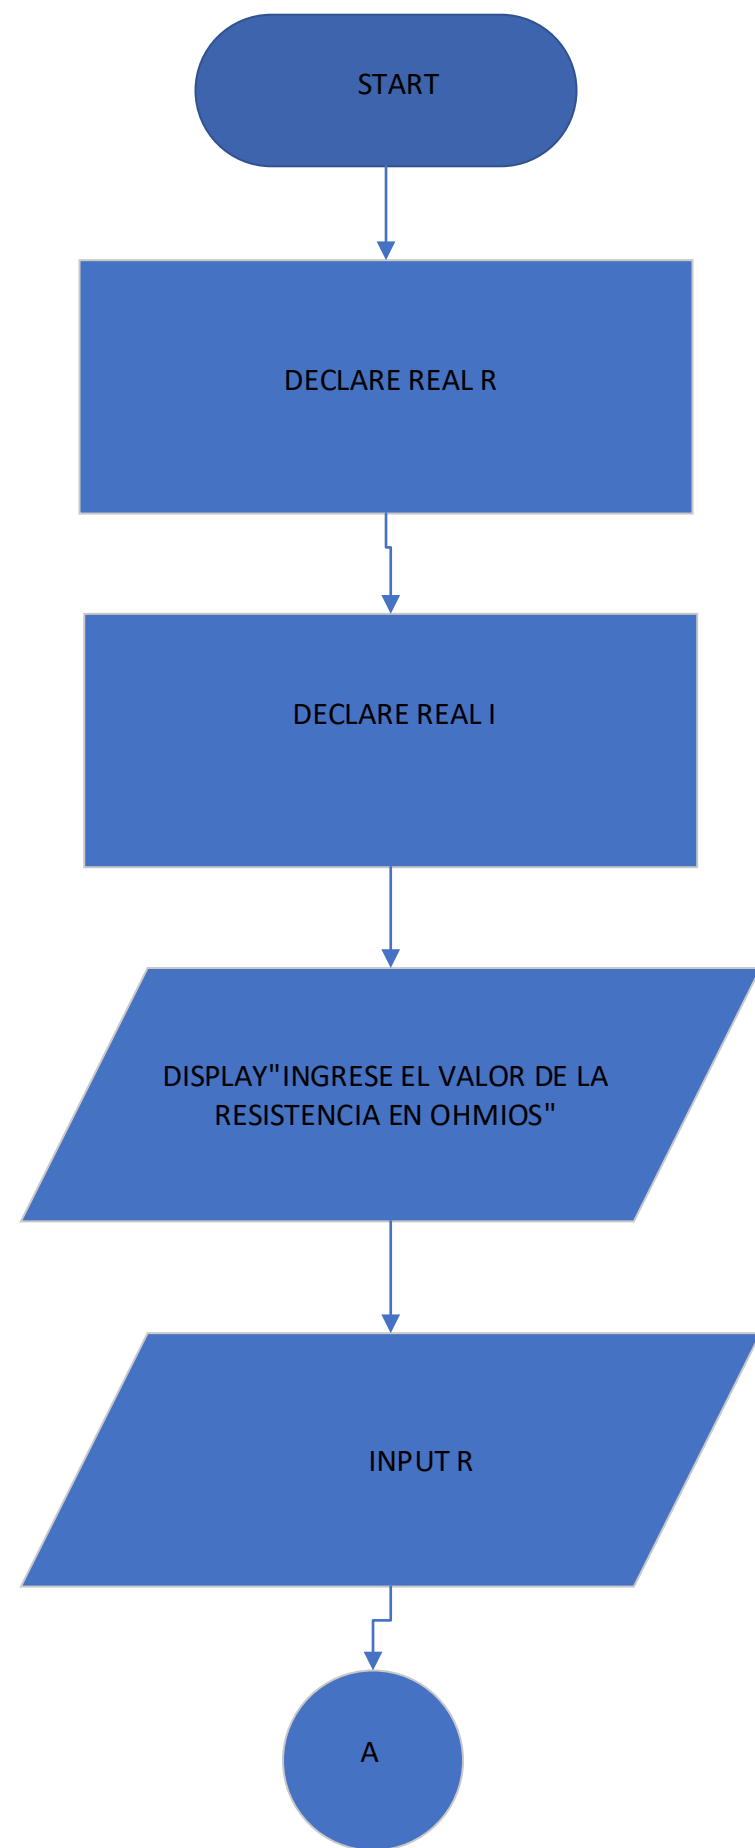 START
DECLARE REAL R
DECLARE REAL I
DISPLAY"INGRESE EL VALOR DE LA
RESISTENCIA EN OHMIOS"
INPUT R
A